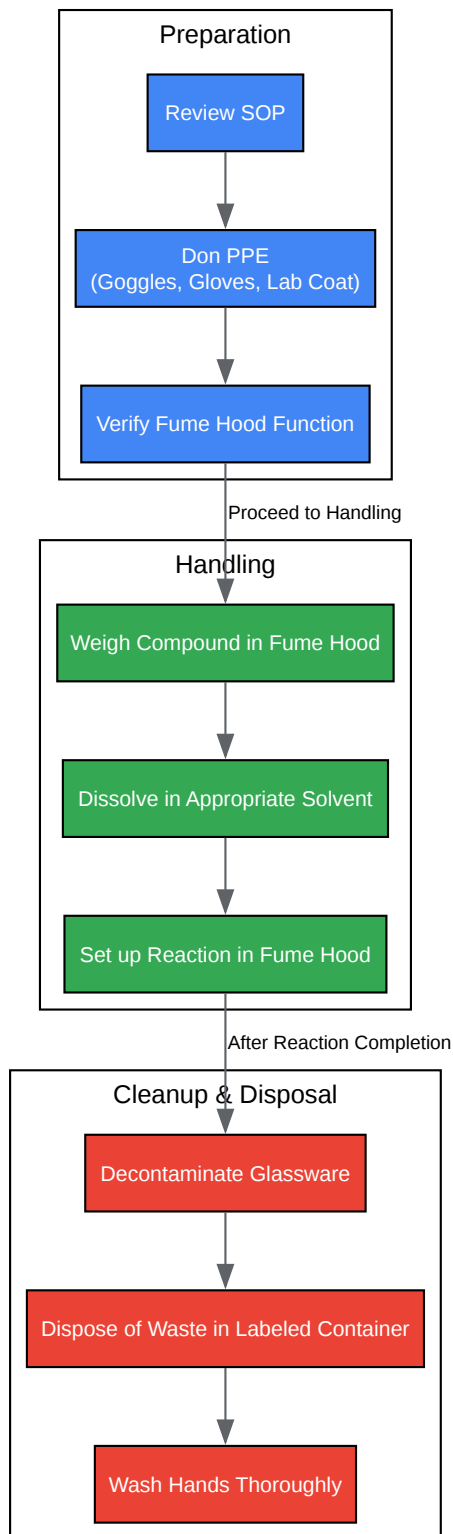 Preparation
Review SOP
Don PPE
(Goggles, Gloves, Lab Coat)
Verify Fume Hood Function
Proceed to Handling
Handling
Weigh Compound in Fume Hood
Dissolve in Appropriate Solvent
Set up Reaction in Fume Hood
After Reaction Completion
Cleanup & Disposal
Decontaminate Glassware
Dispose of Waste in Labeled Container
Wash Hands Thoroughly